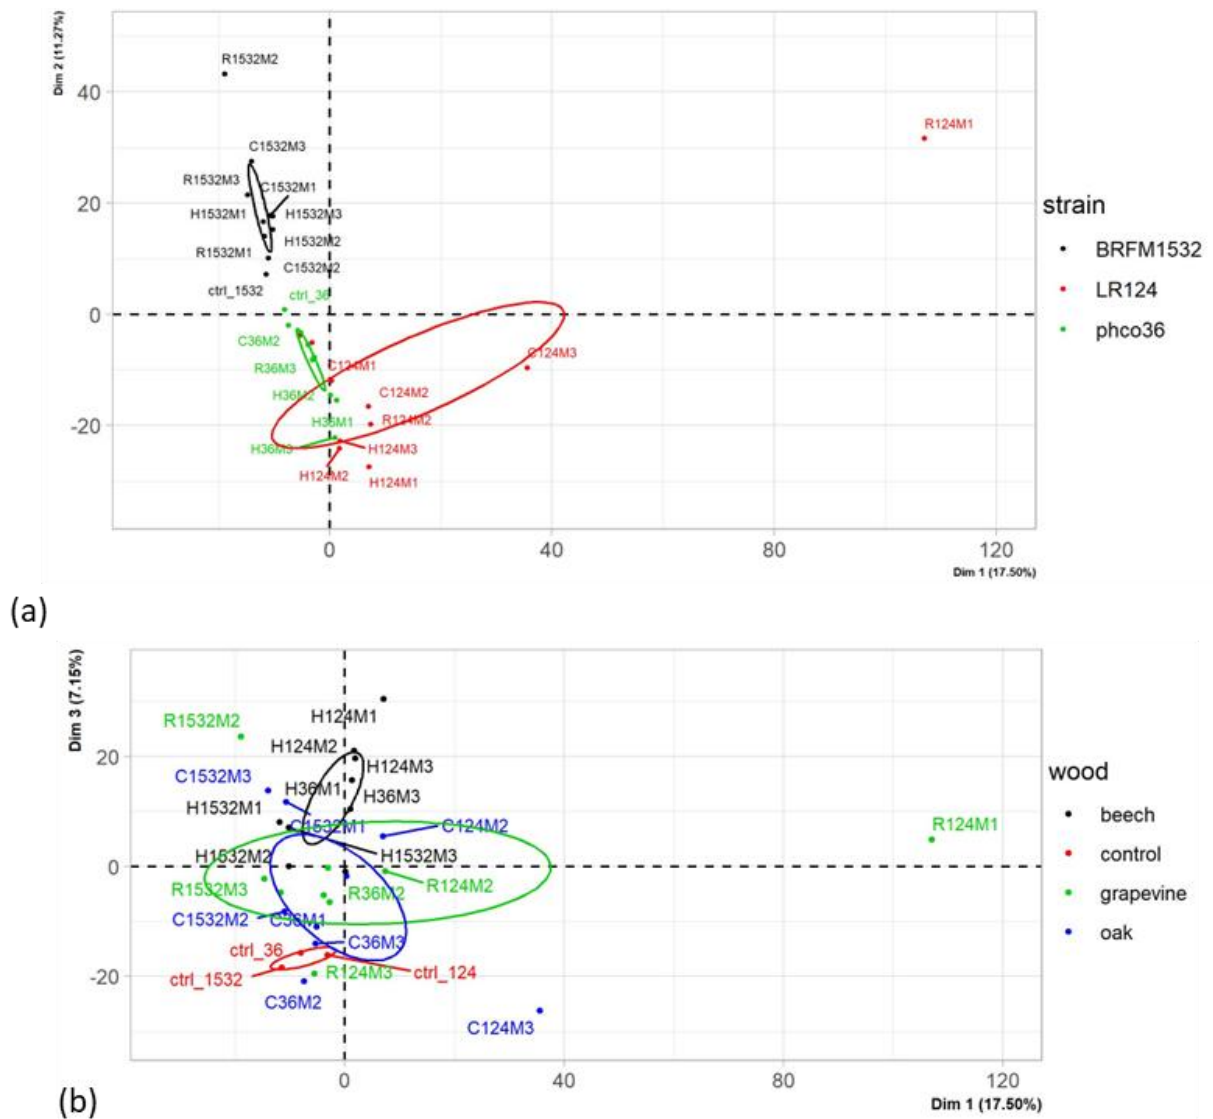 Dim 2 (11.27%)
R1532M2
40
R124M1
C1532M3
R1532M3
C1532M1
20
H1532M1
H1532M3
H1532M2
R1532M1
C1532M2
ctrl_1532
ctrl_36
0
C36M2
C124M1
C124M3
R36M3
H36M2
C124M2
H36M1
R124M2
-20
H36M3
H124M3
H124M2
H124M1
0
40
80
120
Dim 1 (17.50%)
strain
BRFM1532
LR124
phco36
(a)
Dim 3 (7.15%)
R1532M2
H124M1
H124M2
20
C1532M3
H124M3
H1532M1
H36M1
H36M3
C1532M1
C124M2
R124M1
H1532M2
H1532M3
0
R1532M3
R36M2
R124M2
C1532M2
C36M1
C36M3
ctrl_36
ctrl_1532
R124M3
ctrl_124
-20
C36M2
C124M3
0
40
80
120
Dim 1 (17.50%)
wood
beech
control
grapevine
oak
(b)